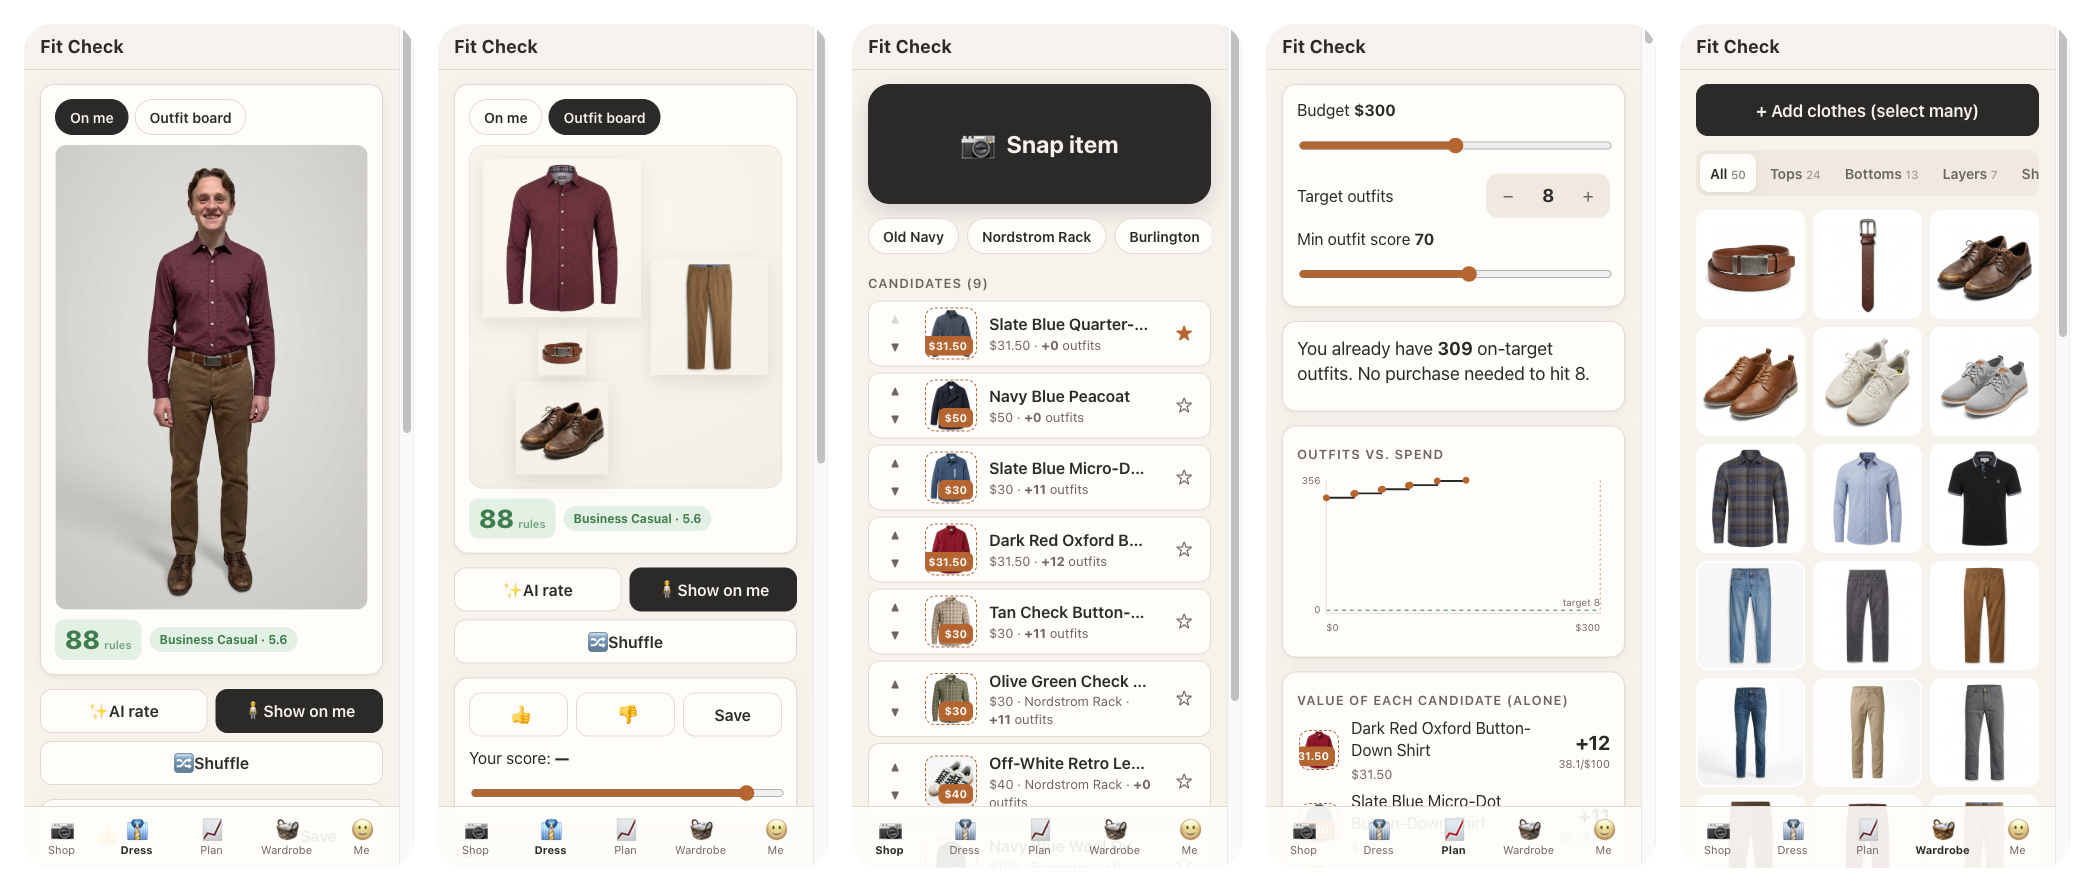 Fit Check
On me
Outfit board
88 rules
Business Casual · 5.6
✨AI rate
🧍Show on me
🔀Shuffle
Save
📷 Shop
👔 Dress
📈 Plan
🧺 Wardrobe
🙂 Me
Fit Check
On me
Outfit board
88 rules
Business Casual · 5.6
✨AI rate
🧍Show on me
🔀Shuffle
👍
👎
Save
Your score: —
📷 Shop
👔 Dress
📈 Plan
🧺 Wardrobe
🙂 Me
Fit Check
📷 Snap item
Old Navy
Nordstrom Rack
Burlington
CANDIDATES (9)
$31.50
Slate Blue Quarter-...
$31.50 · +0 outfits
$50
Navy Blue Peacoat
$50 · +0 outfits
$30
Slate Blue Micro-D...
$30 · +11 outfits
$31.50
Dark Red Oxford B...
$31.50 · +12 outfits
$30
Tan Check Button-...
$30 · +11 outfits
$30
Olive Green Check ...
$30 · Nordstrom Rack ·
+11 outfits
$40
Off-White Retro Le...
$40 · Nordstrom Rack · +0
outfits
📷 Shop
👔 Dress
📈 Plan
🧺 Wardrobe
🙂 Me
Fit Check
Budget $300
Target outfits
− 8 +
Min outfit score 70
You already have 309 on-target
outfits. No purchase needed to hit 8.
OUTFITS VS. SPEND
356
target 8
0
$0
$300
VALUE OF EACH CANDIDATE (ALONE)
31.50
Dark Red Oxford Button-
Down Shirt
$31.50
+12
38.1/$100
Slate Blue Micro-Dot
Button-Down Shirt
+11
📷 Shop
👔 Dress
📈 Plan
🧺 Wardrobe
🙂 Me
Fit Check
+ Add clothes (select many)
All 50
Tops 24
Bottoms 13
Layers 7
Sh
📷 Shop
👔 Dress
📈 Plan
🧺 Wardrobe
🙂 Me